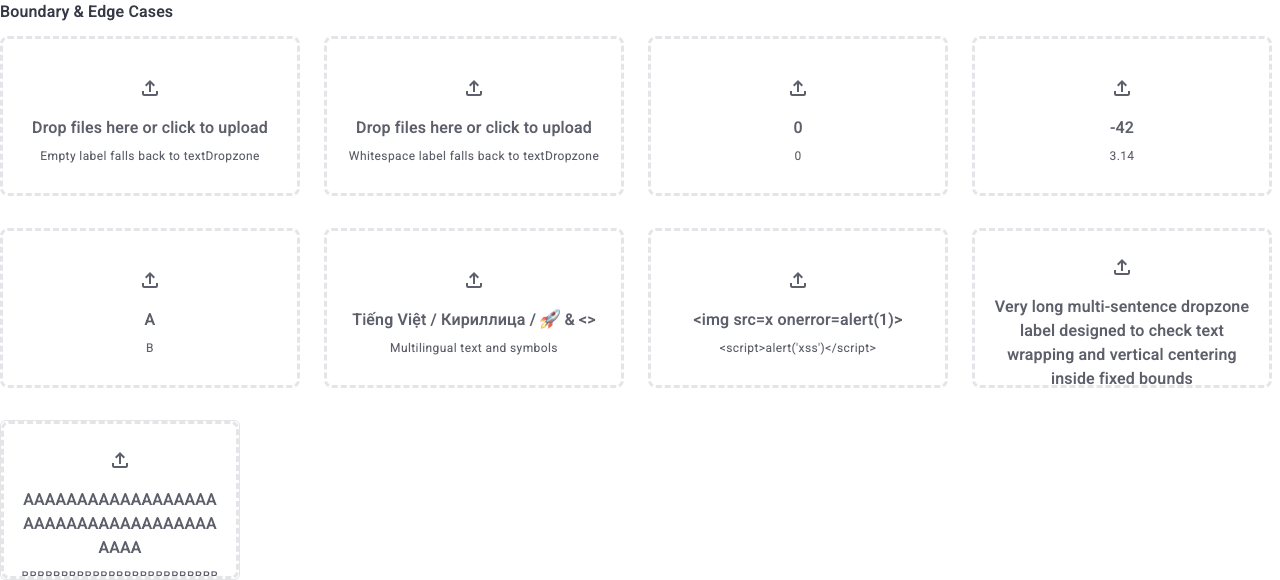 Boundary & Edge Cases
Drop files here or click to upload
Empty label falls back to textDropzone
Drop files here or click to upload
Whitespace label falls back to textDropzone
0
0
-42
3.14
A
B
Tiếng Việt / Кириллица / 🚀 & <>
Multilingual text and symbols
<img src=x onerror=alert(1)>
<script>alert('xss')</script>
Very long multi-sentence dropzone
label designed to check text
wrapping and vertical centering
inside fixed bounds
AAAAAAAAAAAAAAAAAA
AAAAAAAAAAAAAAAAAA
AAAA